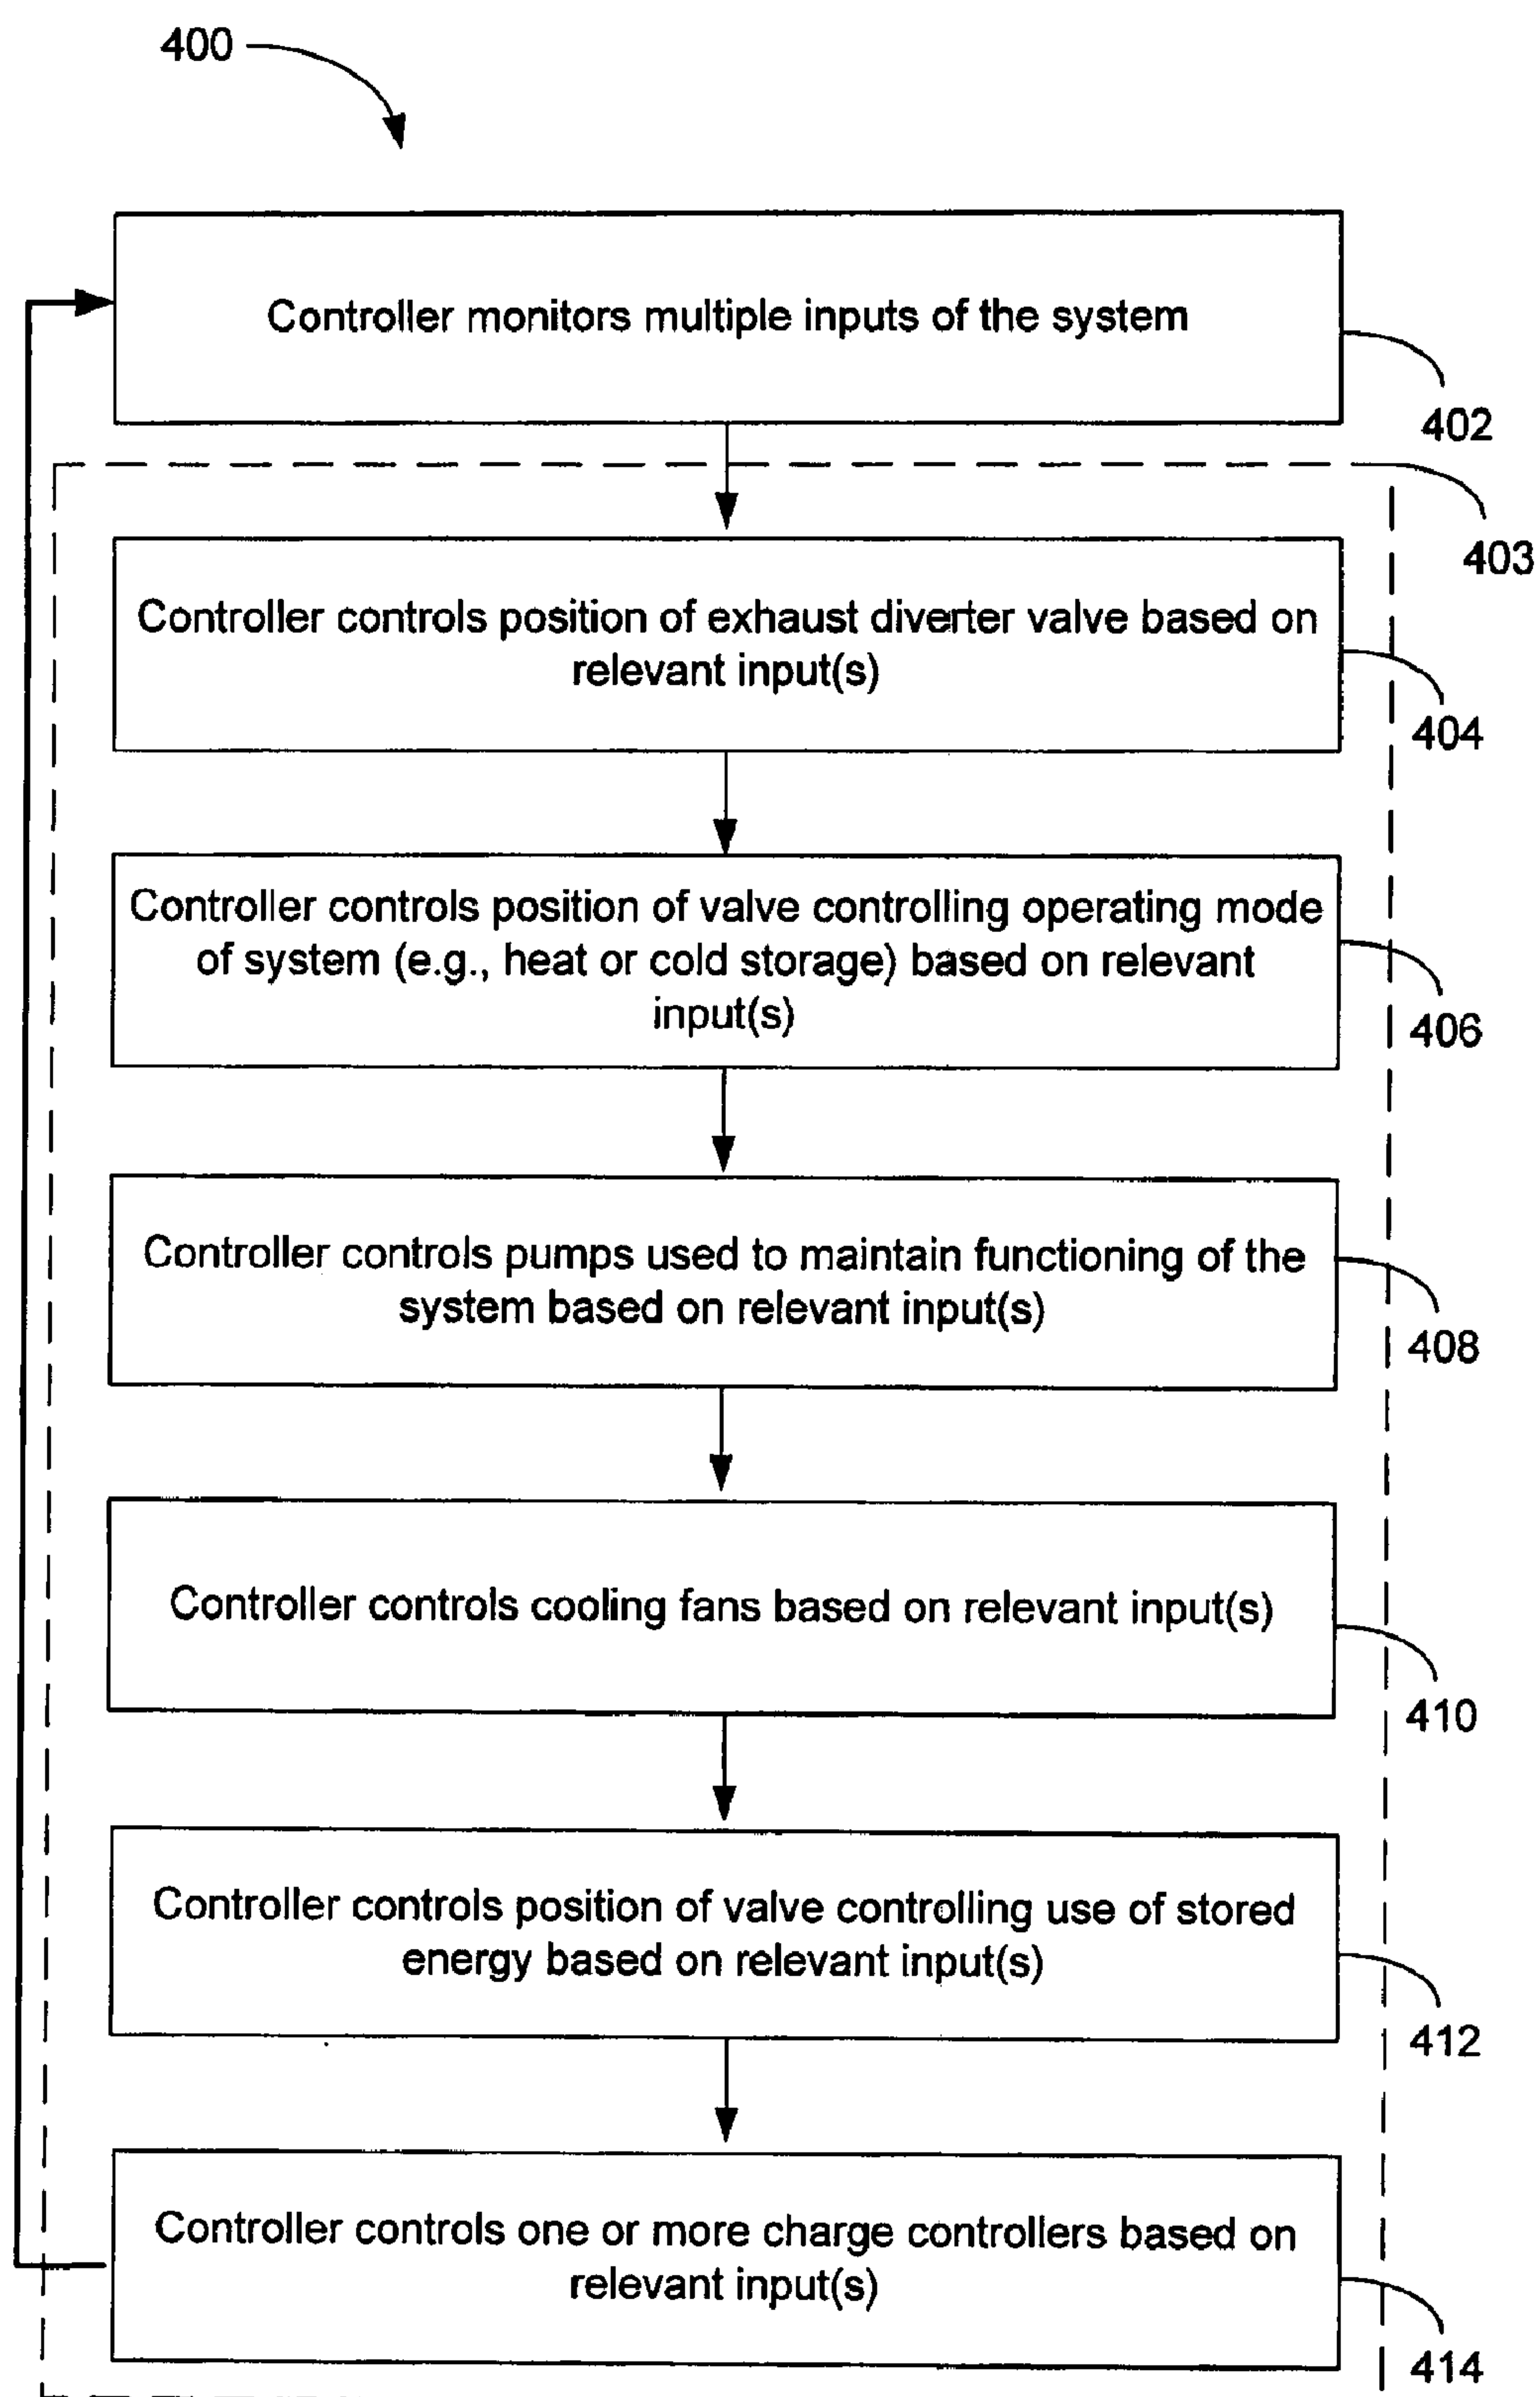 400
Controller monitors multiple inputs of the system
402
403
Controller controls position of exhaust diverter valve based on
relevant input(s)
404
Controller controls position of valve controlling operating mode
of system (e.g., heat or cold storage) based on relevant
input(s)
406
Controller controls pumps used to maintain functioning of the
system based on relevant input(s)
408
Controller controls cooling fans based on relevant input(s)
410
Controller controls position of valve controlling use of stored
energy based on relevant input(s)
412
Controller controls one or more charge controllers based on
relevant input(s)
414